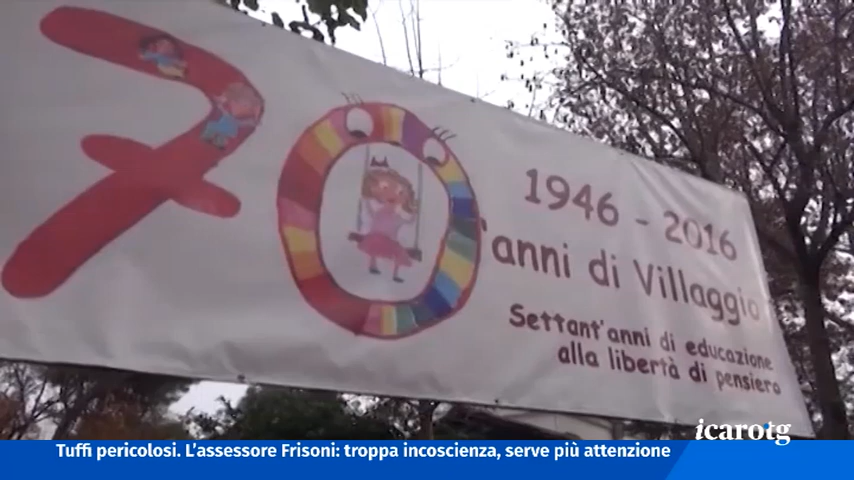 70
1946 - 2016
'anni di Villaggio
Settant'anni di educazione
alla libertà di pensiero
icarotg
Tuffi pericolosi. L'assessore Frisoni: troppa incoscienza, serve più attenzione